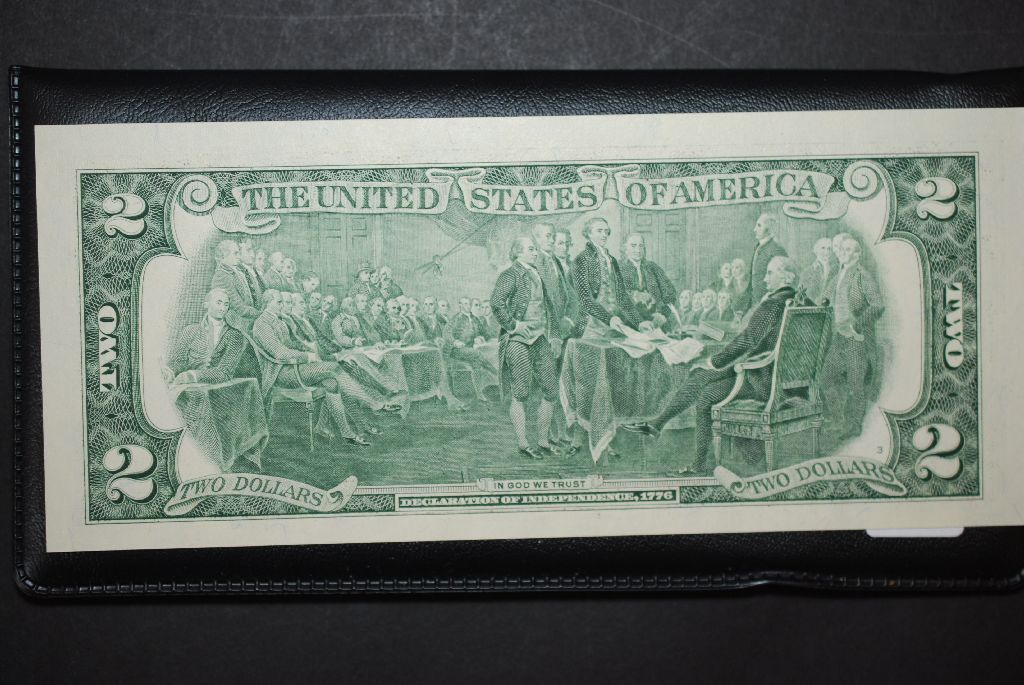 THE UNITED STATES OF AMERICA
2
2
TWO
TWO
2
2
3
TWO DOLLARS
TWO DOLLARS
IN GOD WE TRUST
DECLARATION OF INDEPENDENCE, 1776